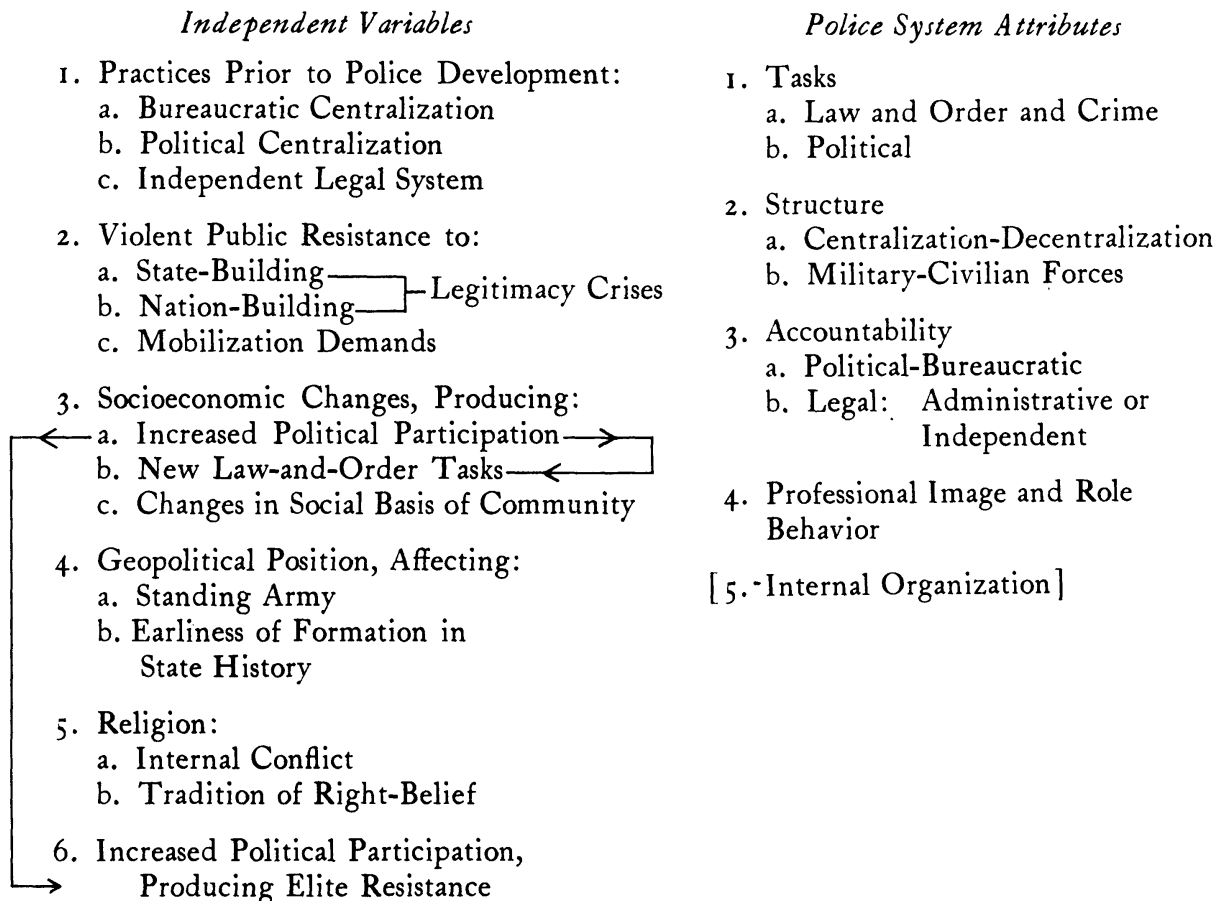 Independent Variables
1. Practices Prior to Police Development:
a. Bureaucratic Centralization
b. Political Centralization
c. Independent Legal System
2. Violent Public Resistance to:
a. State-Building
b. Nation-Building
Legitimacy Crises
c. Mobilization Demands
3. Socioeconomic Changes, Producing:
a. Increased Political Participation
b. New Law-and-Order Tasks
c. Changes in Social Basis of Community
4. Geopolitical Position, Affecting:
a. Standing Army
b. Earliness of Formation in
State History
5. Religion:
a. Internal Conflict
b. Tradition of Right-Belief
6. Increased Political Participation,
Producing Elite Resistance
Police System Attributes
1. Tasks
a. Law and Order and Crime
b. Political
2. Structure
a. Centralization-Decentralization
b. Military-Civilian Forces
3. Accountability
a. Political-Bureaucratic
b. Legal: Administrative or
Independent
4. Professional Image and Role
Behavior
[5. Internal Organization]